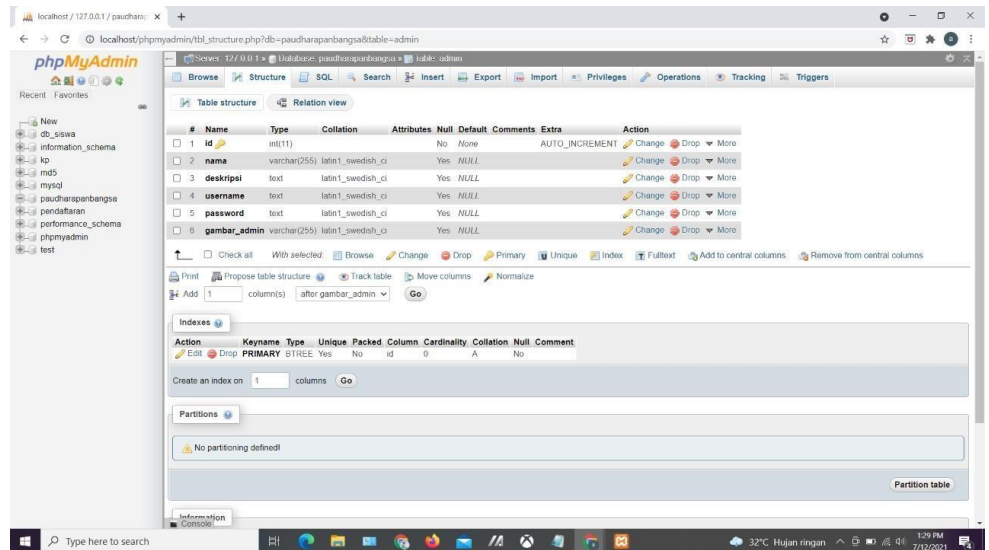 localhost / 127.0.0.1 / paudharap
localhost/phpmyadmin/tbl_structure.php?db=paudharapanbangsa&table=admin
phpMyAdmin
Recent Favorites
New
db_siswa
information_schema
kp
md5
mysql
paudharapanbangsa
pendaftaran
performance_schema
phpmyadmin
test
Server: 127.0.0.1 » Database: paudharapanbangsa » Table: admin
Browse Structure SQL Search Insert Export Import Privileges Operations Tracking Triggers
Table structure Relation view
# Name Type Collation Attributes Null Default Comments Extra Action
1 id int(11) No None AUTO_INCREMENT Change Drop More
2 nama varchar(255) latin1_swedish_ci Yes NULL Change Drop More
3 deskripsi text latin1_swedish_ci Yes NULL Change Drop More
4 username text latin1_swedish_ci Yes NULL Change Drop More
5 password text latin1_swedish_ci Yes NULL Change Drop More
6 gambar_admin varchar(255) latin1_swedish_ci Yes NULL Change Drop More
Check all With selected: Browse Change Drop Primary Unique Index Fulltext Add to central columns Remove from central columns
Print Propose table structure Track table Move columns Normalize
Add 1 column(s) after gambar_admin Go
Indexes
Action Keyname Type Unique Packed Column Cardinality Collation Null Comment
Edit Drop PRIMARY BTREE Yes No id 0 A No
Create an index on 1 columns Go
Partitions
No partitioning defined!
Partition table
Information
Console
Type here to search
32°C Hujan ringan
1:29 PM
7/12/2021